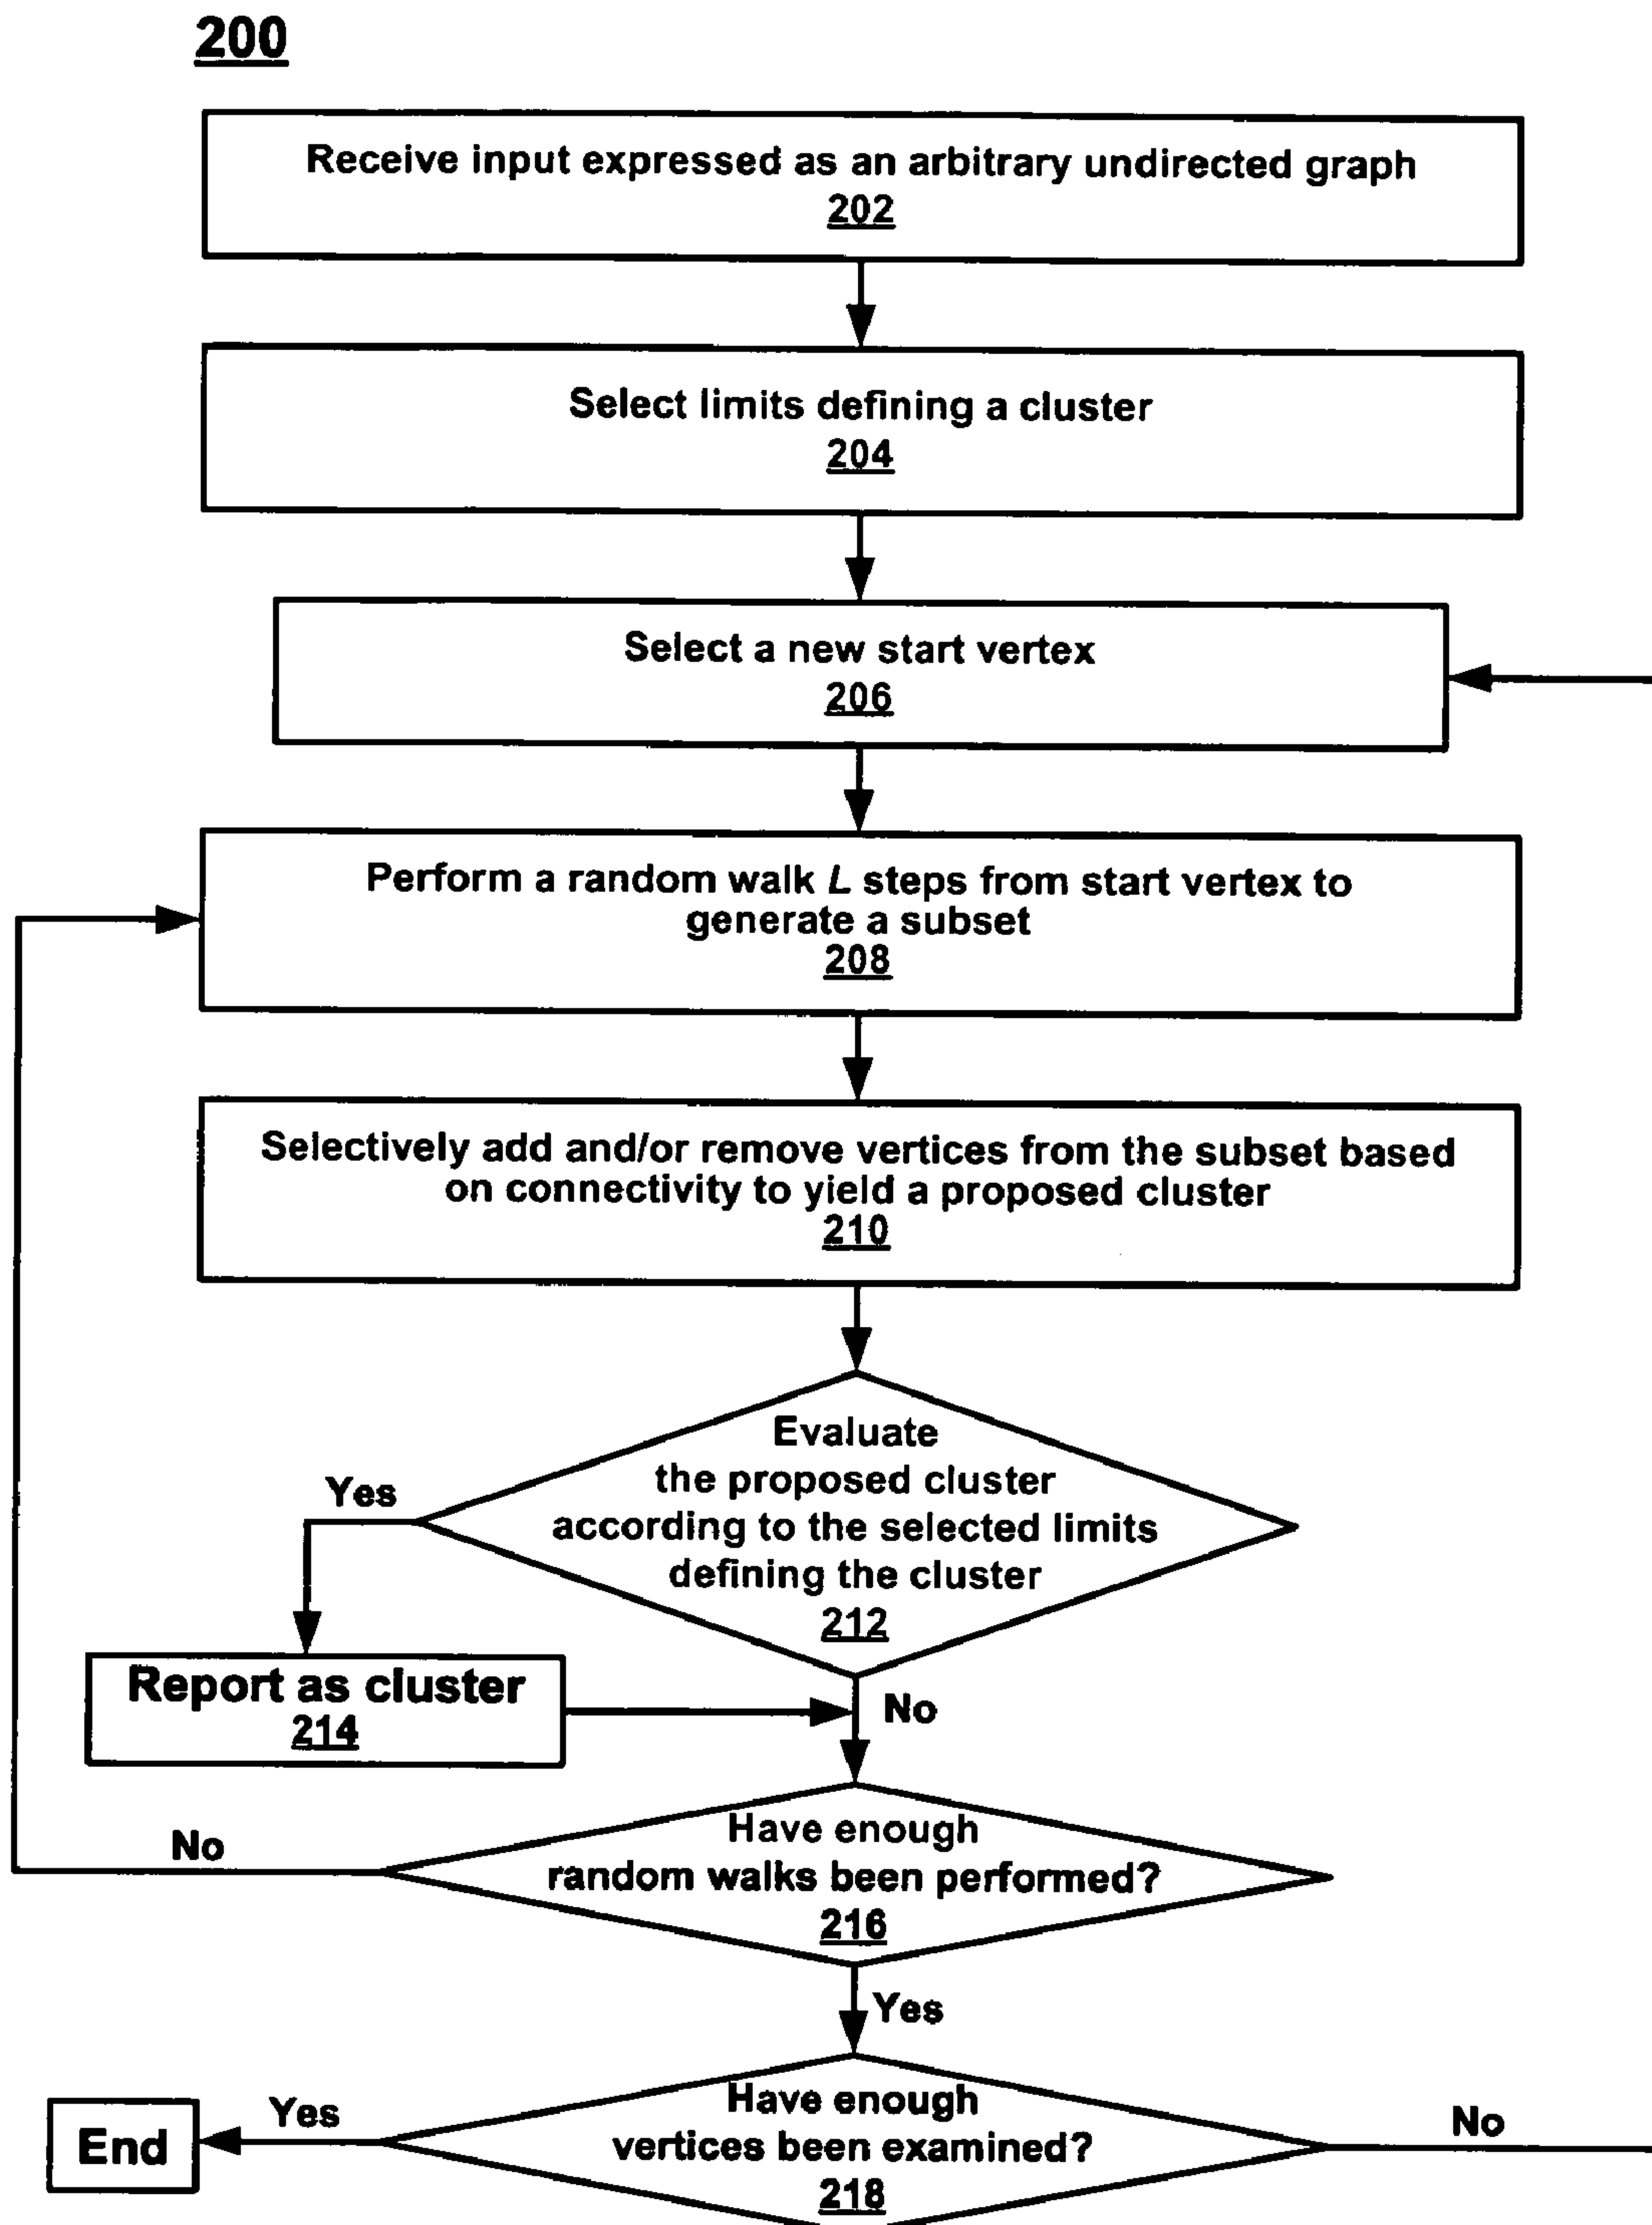 200
Receive input expressed as an arbitrary undirected graph
202
Select limits defining a cluster
204
Select a new start vertex
206
Perform a random walk L steps from start vertex to
generate a subset
208
Selectively add and/or remove vertices from the subset based
on connectivity to yield a proposed cluster
210
Evaluate
the proposed cluster
according to the selected limits
defining the cluster
212
Yes
Report as cluster
214
No
Have enough
random walks been performed?
216
No
Yes
Have enough
vertices been examined?
218
Yes
End
No